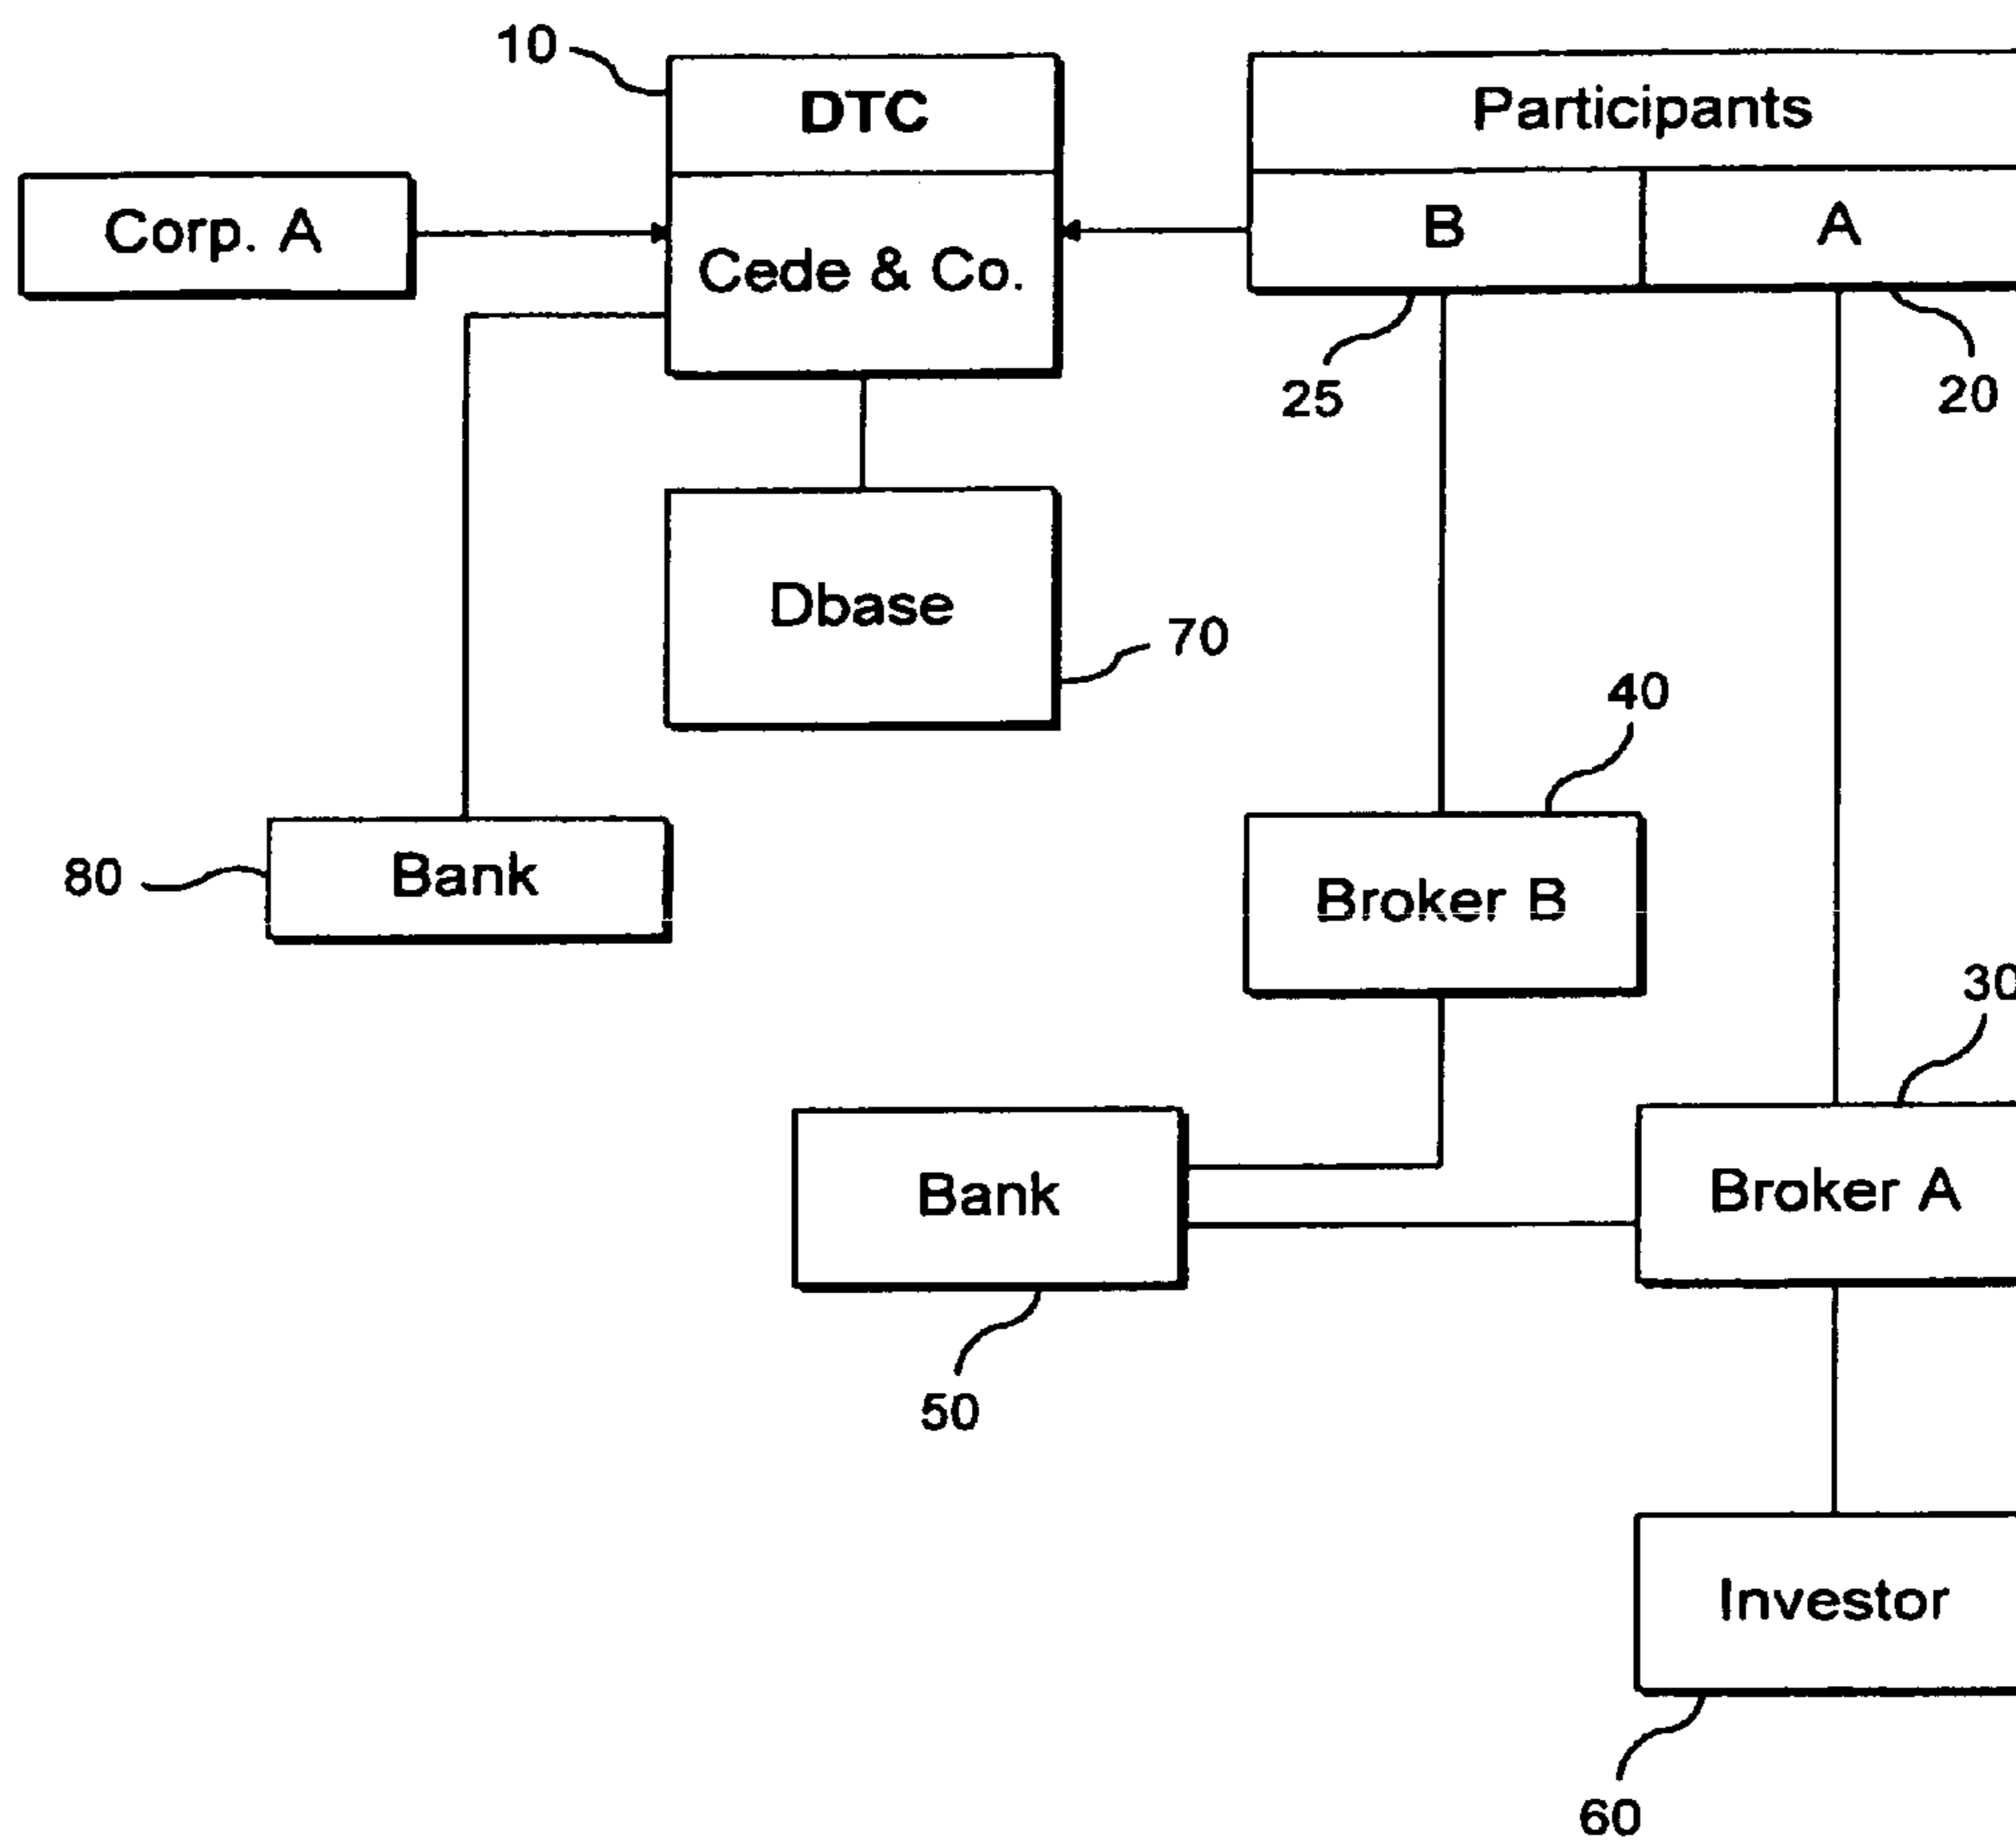 10
DTC
Participants
Corp. A
Cede & Co.
B
A
25
20
Dbase
70
40
80
Bank
Broker B
30
Bank
Broker A
50
Investor
60